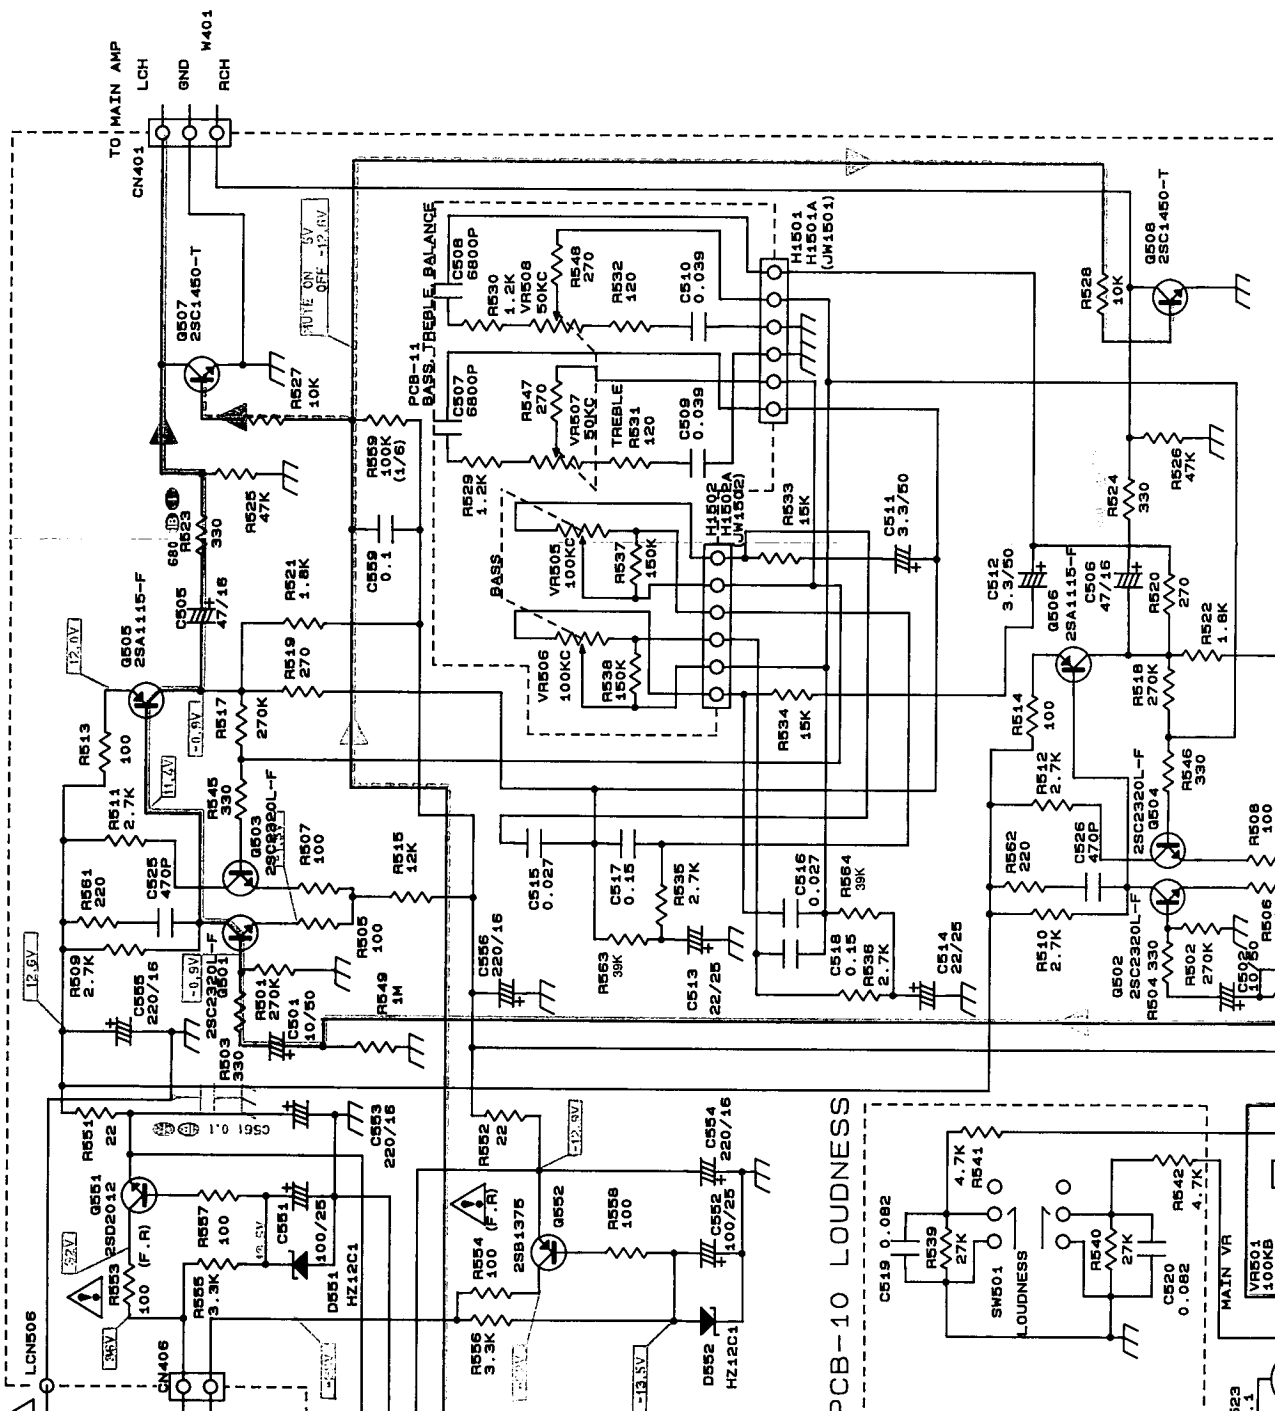 TO MAIN AMP
LCH
GND
RCH
W401
CN401
Q507
2SC1450-T
R527
10K
MUTE ON 5V
OFF -12.6V
R559
100K
(1/6)
C559
0.1
R525
47K
680
R523
330
C505
47/16
R521
1.8K
R519
270
Q505
2SA1115-F
12.0V
R513
100
R517
270K
-0.9V
11.4V
R511
2.7K
R545
330
Q503
2SC2320L-F
R507
100
R515
12K
R561
220
C525
470P
R505
100
R509
2.7K
12.6V
C555
220/16
-0.9V
2SC2320L-F
Q501
R501
270K
C501
10/50
R549
1M
R503
330
PCB-11
BASS, TREBLE BALANCE
C508
6800P
R530
1.2K
VR508
50KC
R548
270
R532
120
C510
0.039
C507
6800P
R547
270
VR507
50KC
TREBLE
R531
120
C509
0.039
R529
1.2K
H1501
H1501A
(JW1501)
BASS
VR505
100KC
R537
150K
VR506
100KC
R538
150K
H1502
H1502A
(JW1502)
R533
15K
C511
3.3/50
R534
15K
R528
10K
Q508
2SC1450-T
R524
330
R526
47K
C512
3.3/50
Q506
2SA1115-F
C506
47/16
R520
270
R522
1.8K
R514
100
R518
270K
R512
2.7K
R546
330
2SC2320L-F
Q504
R562
220
C526
470P
R508
100
R510
2.7K
Q502
2SC2320L-F
R504 330
R502
270K
C502
10/50
R506
C515
0.027
C517
0.15
R535
2.7K
C516
0.027
R564
39K
C556
220/16
R563
39K
C513
22/25
C518
0.15
R536
2.7K
C514
22/25
R551
22
C561 0.1
C553
220/16
Q551
2SD2012
R557
100
C551
100/25
R553
100 (F.R)
R555
3.3K
D551
HZ12C1
LCN506
CN406
R552
22
-12.9V
C554
220/16
R554
100 (F.R)
2SB1375
Q552
R558
100
C552
100/25
R556
3.3K
-13.5V
D552
HZ12C1
PCB-10 LOUDNESS
C519 0.082
4.7K
R541
R539
27K
SW501
LOUDNESS
R540
27K
R542
4.7K
C520
0.082
MAIN VR
VR501
100KB